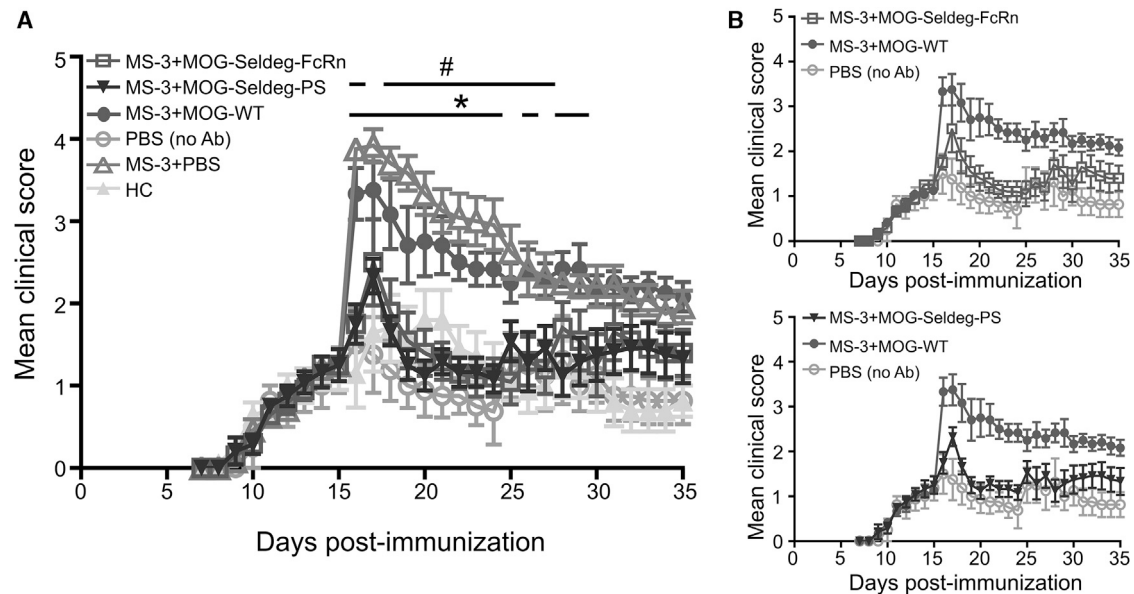 A
Mean clinical score
5
4
3
2
1
0
MS-3+MOG-Seldeg-FcRn
MS-3+MOG-Seldeg-PS
MS-3+MOG-WT
PBS (no Ab)
MS-3+PBS
HC
#
*
0 5 10 15 20 25 30 35
Days post-immunization
B
Mean clinical score
5
4
3
2
1
0
MS-3+MOG-Seldeg-FcRn
MS-3+MOG-WT
PBS (no Ab)
0 5 10 15 20 25 30 35
Days post-immunization
Mean clinical score
5
4
3
2
1
0
MS-3+MOG-Seldeg-PS
MS-3+MOG-WT
PBS (no Ab)
0 5 10 15 20 25 30 35
Days post-immunization